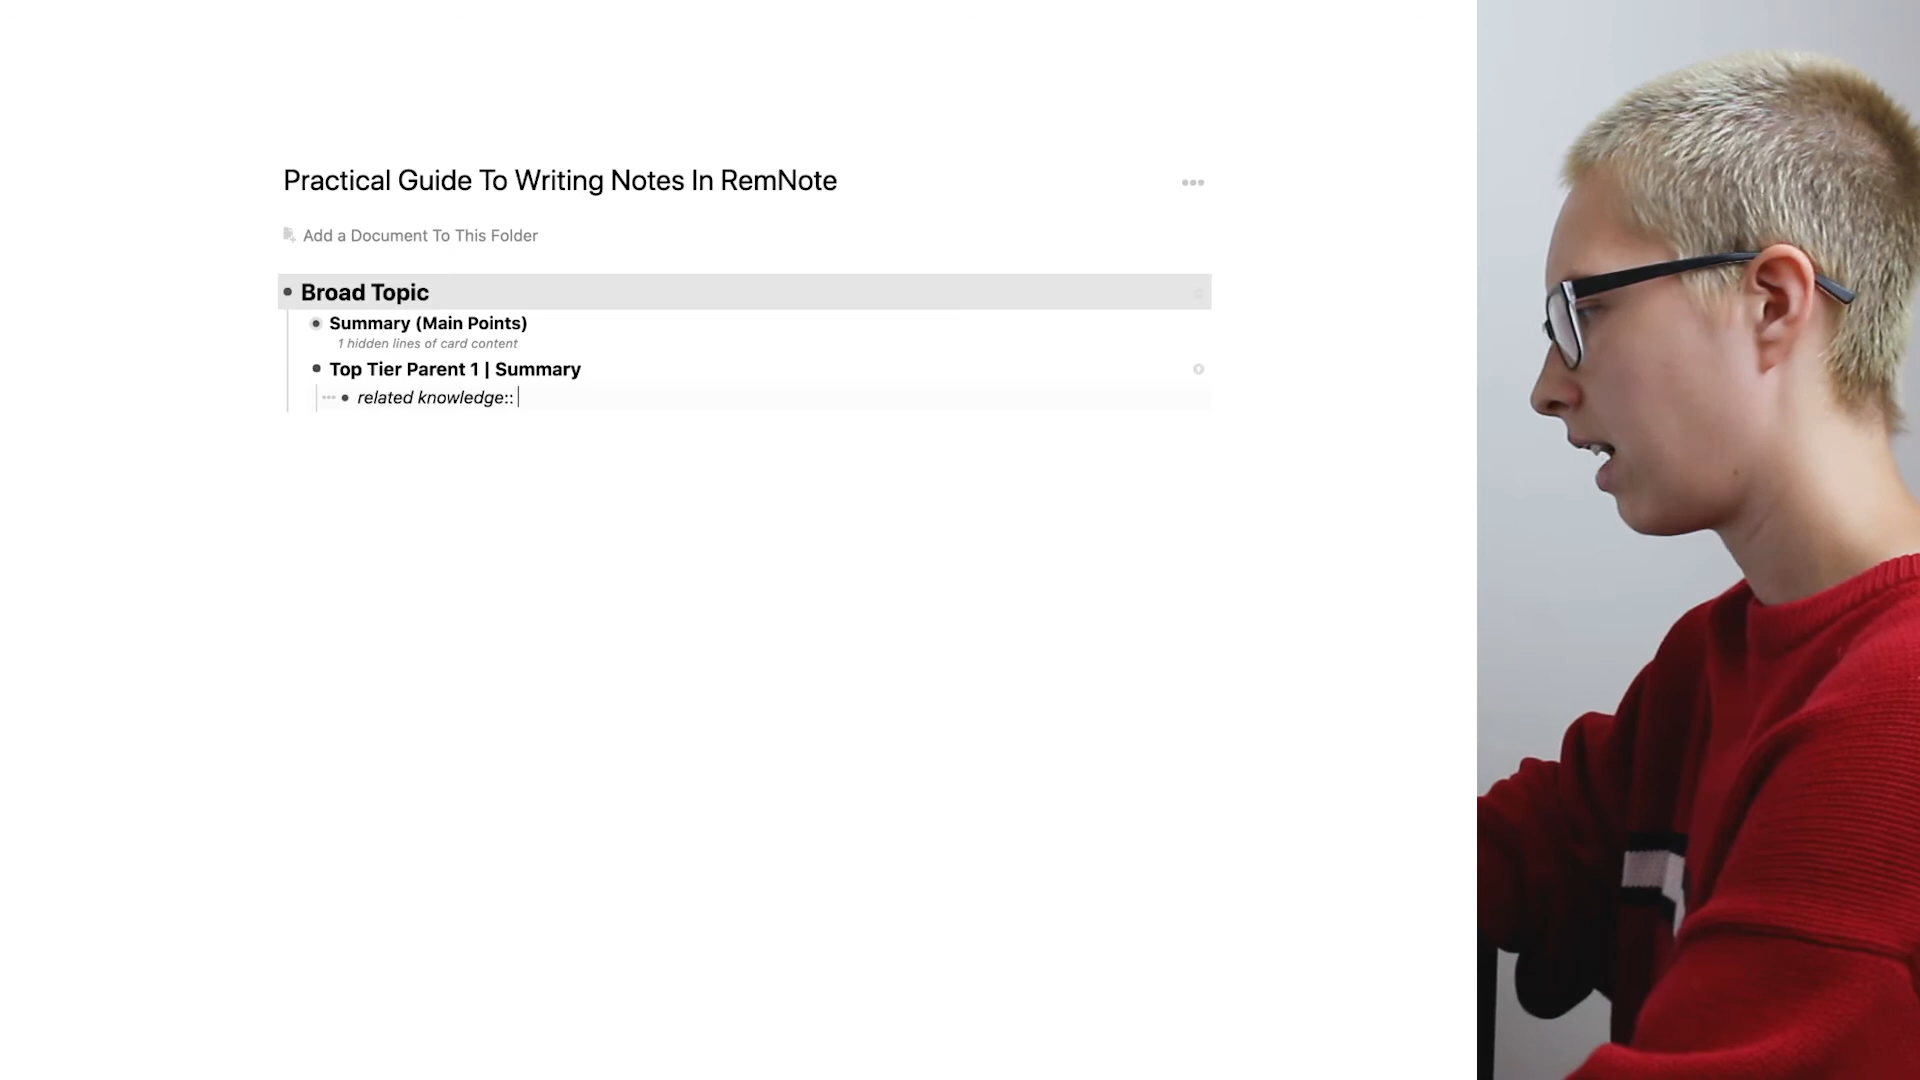 Practical Guide To Writing Notes In RemNote
Add a Document To This Folder
Broad Topic
Summary (Main Points)
1 hidden lines of card content
Top Tier Parent 1 | Summary
related knowledge::